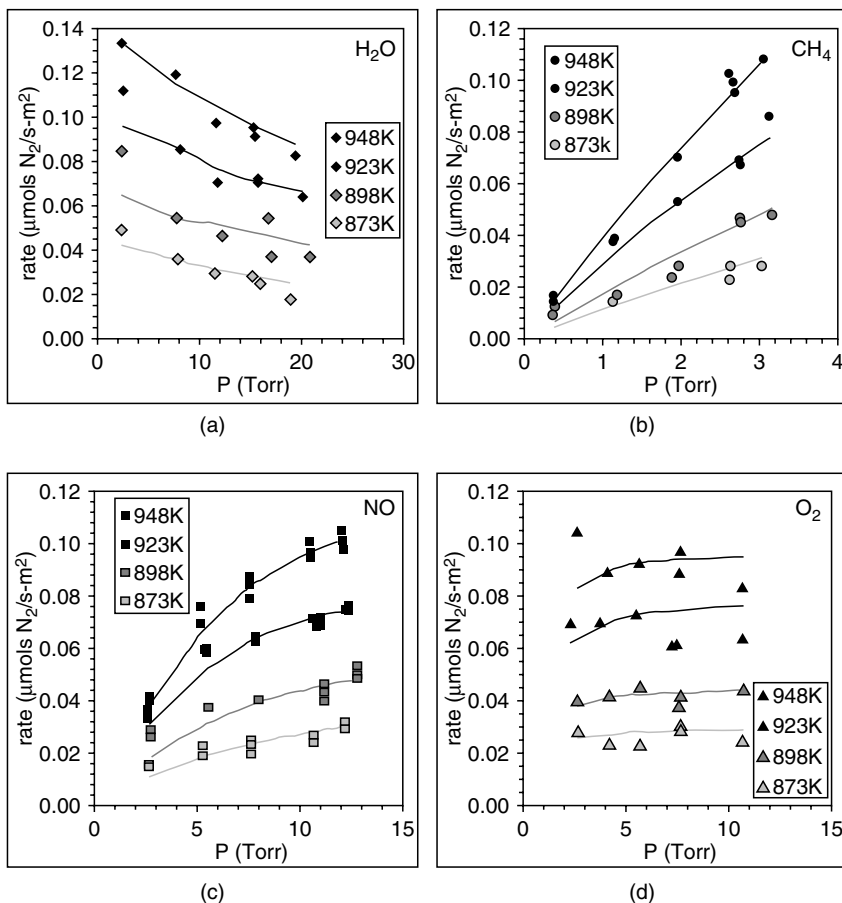 H₂O
0.14
0.12
0.10
0.08
0.06
0.04
0.02
0.00
rate (μmols N₂/s-m²)
948K
923K
898K
873K
0
10
20
30
P (Torr)
(a)
CH₄
0.12
0.10
0.08
0.06
0.04
0.02
0.00
rate (μmols N₂/s-m²)
948K
923K
898K
873k
0
1
2
3
4
P (Torr)
(b)
NO
0.12
0.10
0.08
0.06
0.04
0.02
0.00
rate (μmols N₂/s-m²)
948K
923K
898K
873K
0
5
10
15
P (Torr)
(c)
O₂
0.12
0.10
0.08
0.06
0.04
0.02
0.00
rate (μmols N₂/s-m²)
948K
923K
898K
873K
0
5
10
15
P (Torr)
(d)